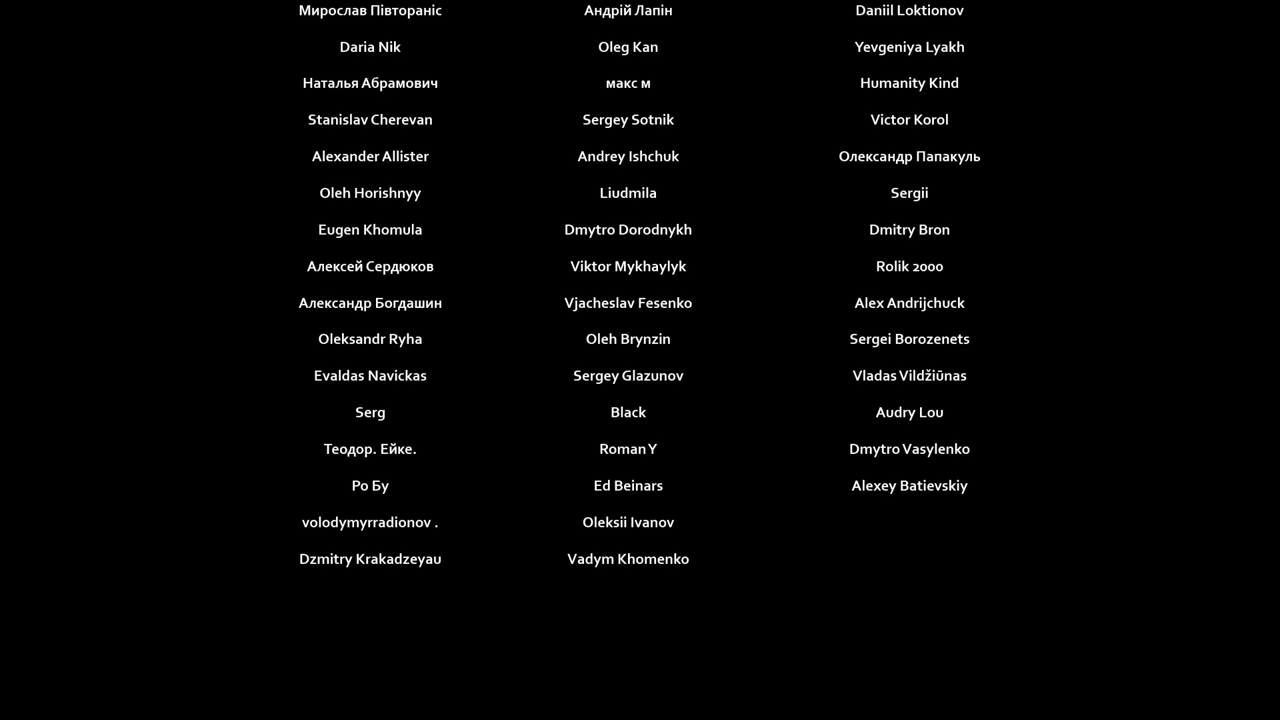 Мирослав Півтораніс
Андрій Лапін
Daniil Loktionov
Daria Nik
Oleg Kan
Yevgeniya Lyakh
Наталья Абрамович
макс м
Humanity Kind
Stanislav Cherevan
Sergey Sotnik
Victor Korol
Alexander Allister
Andrey Ishchuk
Олександр Папакуль
Oleh Horishnyy
Liudmila
Sergii
Eugen Khomula
Dmytro Dorodnykh
Dmitry Bron
Алексей Сердюков
Viktor Mykhaylyk
Rolik 2000
Александр Богдашин
Vjacheslav Fesenko
Alex Andrijchuck
Oleksandr Ryha
Oleh Brynzin
Sergei Borozenets
Evaldas Navickas
Sergey Glazunov
Vladas Vildžiūnas
Serg
Black
Audry Lou
Теодор. Ейке.
Roman Y
Dmytro Vasylenko
Ро Бу
Ed Beinars
Alexey Batievskiy
volodymyrradionov .
Oleksii Ivanov
Dzmitry Krakadzeyau
Vadym Khomenko